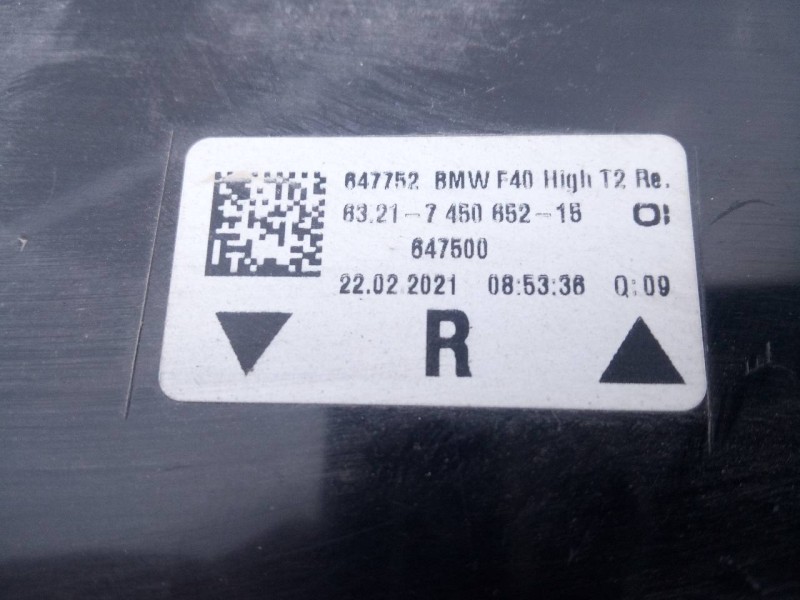 647752 BMW F40 High T2 Re.
63.21-7 450 652-15
647500
22.02.2021 08:53:36 Q:09
R